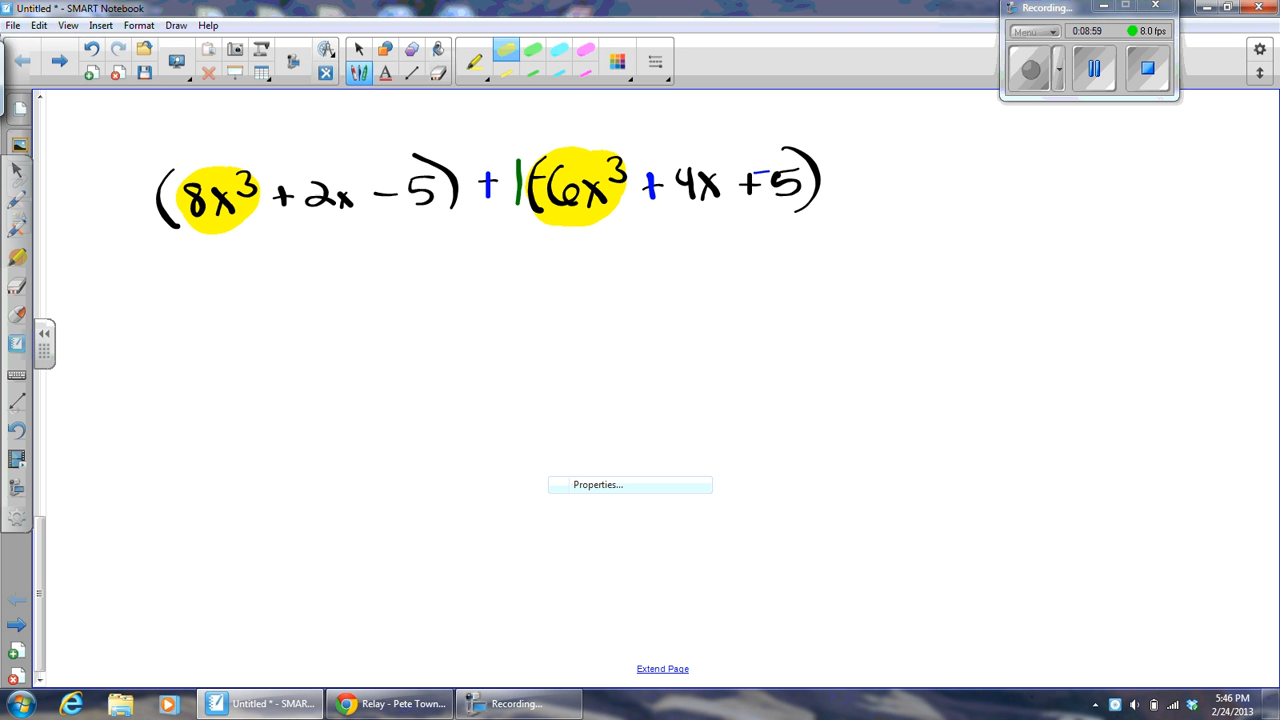 Untitled * - SMART Notebook
File Edit View Insert Format Draw Help
Recording...
Menu
0:08:59
8.0 fps
(8x³ + 2x - 5) + 1(-6x³ + 4x + -5)
Properties...
Extend Page
Untitled * - SMAR...
Relay - Pete Town...
Recording...
5:46 PM
2/24/2013